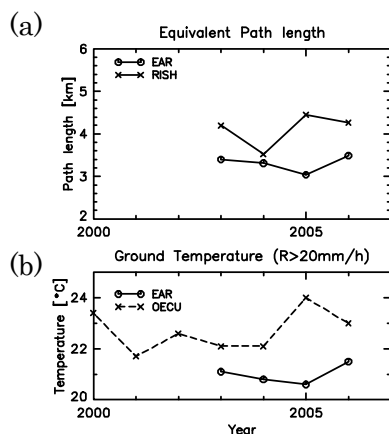 (a)
Equivalent Path length
6
5
4
3
2
Path length [km]
EAR
RISH
2000
2005
(b)
Ground Temperature (R>20mm/h)
24
22
20
Temperature [°C]
EAR
OECU
2000
2005
Year